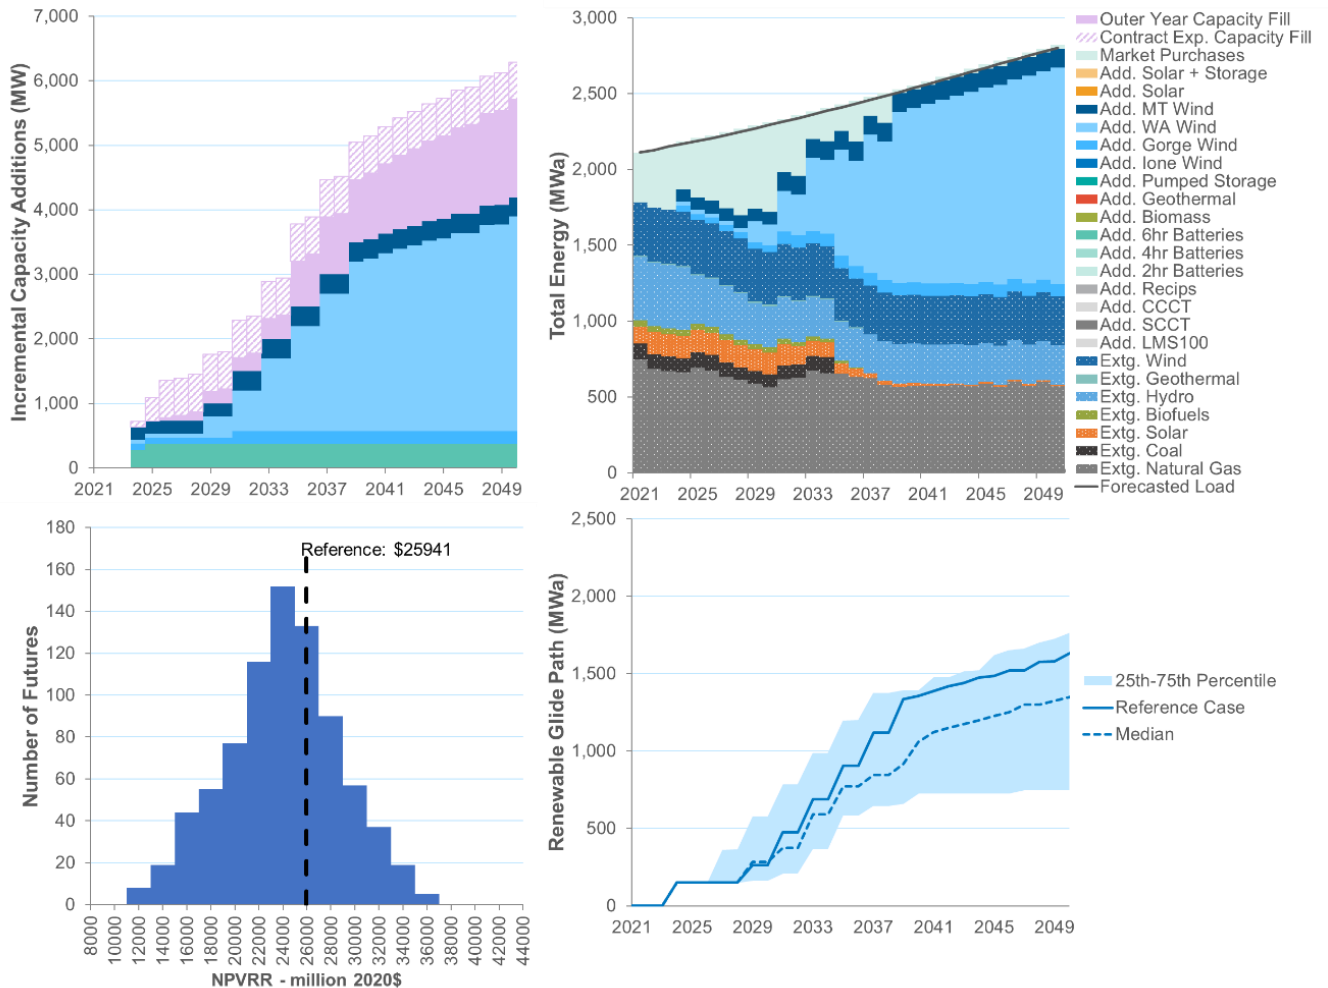 7,000
6,000
5,000
4,000
3,000
2,000
1,000
0
Incremental Capacity Additions (MW)
2021 2025 2029 2033 2037 2041 2045 2049
3,000
2,500
2,000
1,500
1,000
500
0
Total Energy (MWa)
2021 2025 2029 2033 2037 2041 2045 2049
Outer Year Capacity Fill
Contract Exp. Capacity Fill
Market Purchases
Add. Solar + Storage
Add. Solar
Add. MT Wind
Add. WA Wind
Add. Gorge Wind
Add. Ione Wind
Add. Pumped Storage
Add. Geothermal
Add. Biomass
Add. 6hr Batteries
Add. 4hr Batteries
Add. 2hr Batteries
Add. Recips
Add. CCCT
Add. SCCT
Add. LMS100
Extg. Wind
Extg. Geothermal
Extg. Hydro
Extg. Biofuels
Extg. Solar
Extg. Coal
Extg. Natural Gas
Forecasted Load
180
160
140
120
100
80
60
40
20
0
Number of Futures
Reference: $25941
8000 10000 12000 14000 16000 18000 20000 22000 24000 26000 28000 30000 32000 34000 36000 38000 40000 42000 44000
NPVRR - million 2020$
2,500
2,000
1,500
1,000
500
0
Renewable Glide Path (MWa)
2021 2025 2029 2033 2037 2041 2045 2049
25th-75th Percentile
Reference Case
Median